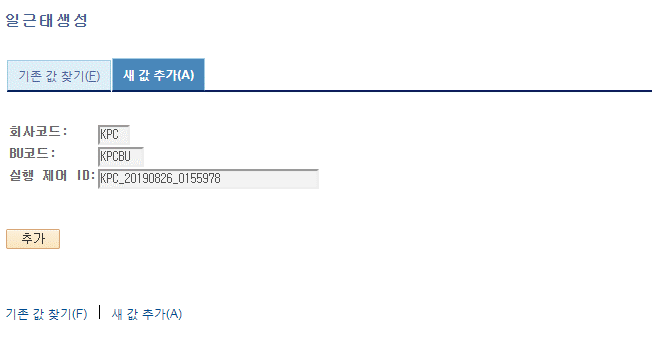 일근태생성
기존 값 찾기(F) 새 값 추가(A)
회사코드: KPC
BU코드: KPCBU
실행 제어 ID: KPC_20190826_0155978
추가
기존 값 찾기(F) | 새 값 추가(A)